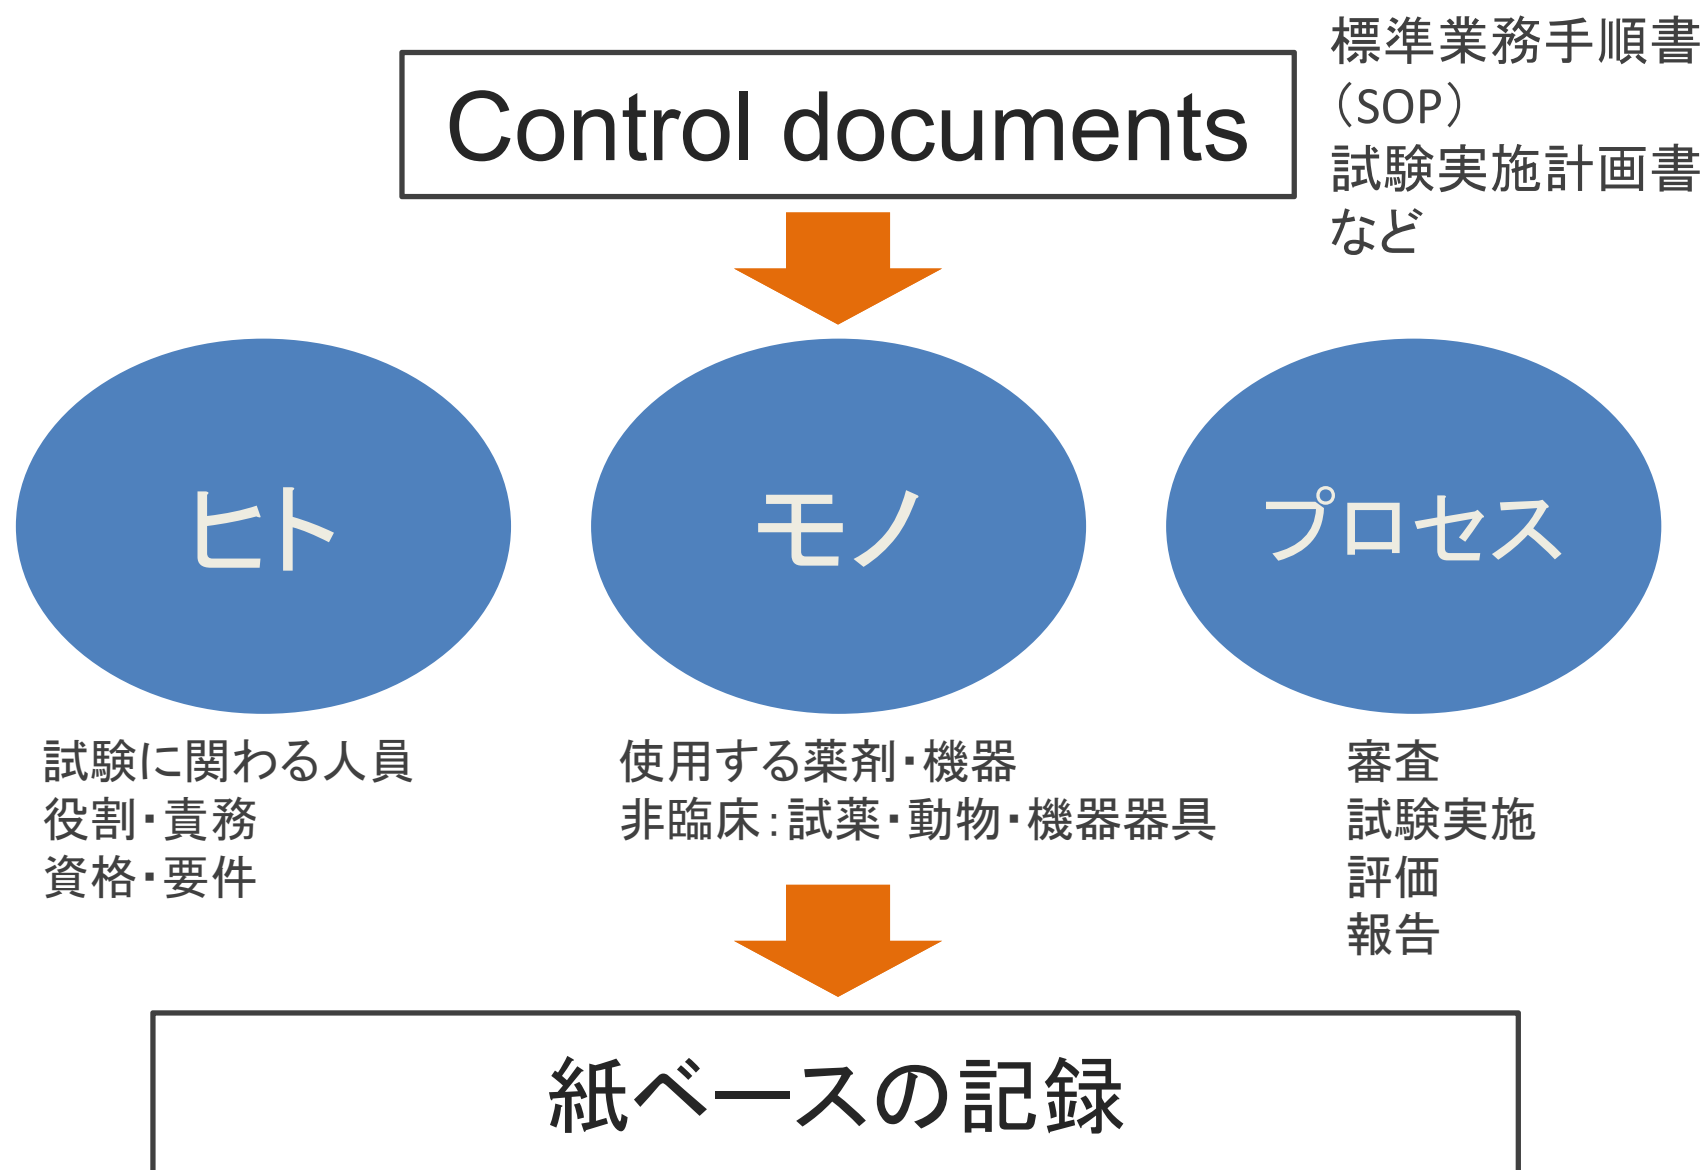 Control documents
標準業務手順書
（SOP）
試験実施計画書
など
ヒト
モノ
プロセス
試験に関わる人員
役割・責務
資格・要件
使用する薬剤・機器
非臨床：試薬・動物・機器器具
審査
試験実施
評価
報告
紙ベースの記録